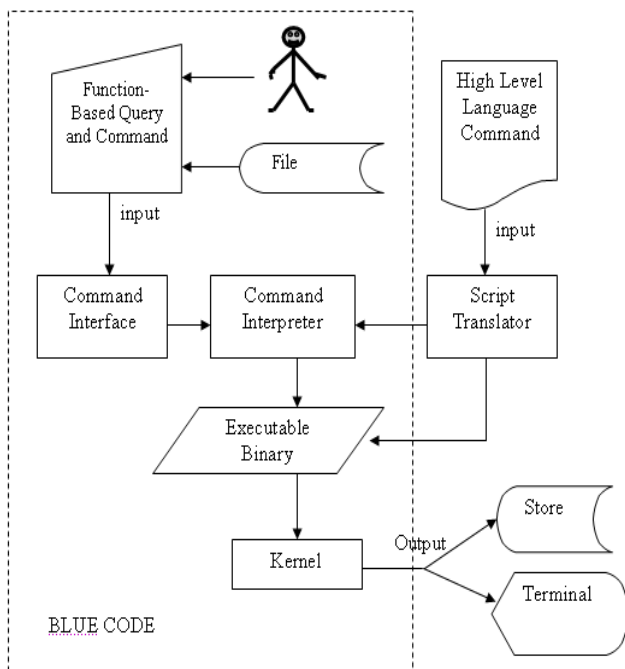 Function-
Based Query
and Command
High Level
Language
Command
File
input
input
Command
Interface
Command
Interpreter
Script
Translator
Executable
Binary
Store
Output
Kernel
Terminal
BLUE CODE